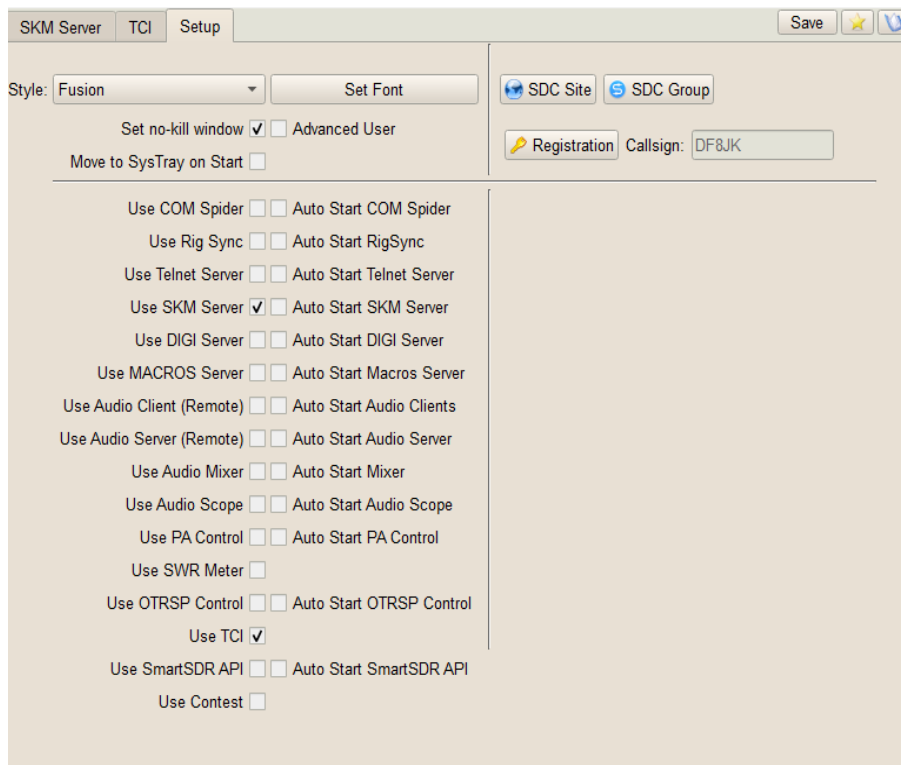 SKM Server TCI Setup Save
Style: Fusion Set Font SDC Site SDC Group
Set no-kill window Advanced User
Registration Callsign: DF8JK
Move to SysTray on Start
Use COM Spider Auto Start COM Spider
Use Rig Sync Auto Start RigSync
Use Telnet Server Auto Start Telnet Server
Use SKM Server Auto Start SKM Server
Use DIGI Server Auto Start DIGI Server
Use MACROS Server Auto Start Macros Server
Use Audio Client (Remote) Auto Start Audio Clients
Use Audio Server (Remote) Auto Start Audio Server
Use Audio Mixer Auto Start Mixer
Use Audio Scope Auto Start Audio Scope
Use PA Control Auto Start PA Control
Use SWR Meter
Use OTRSP Control Auto Start OTRSP Control
Use TCI
Use SmartSDR API Auto Start SmartSDR API
Use Contest